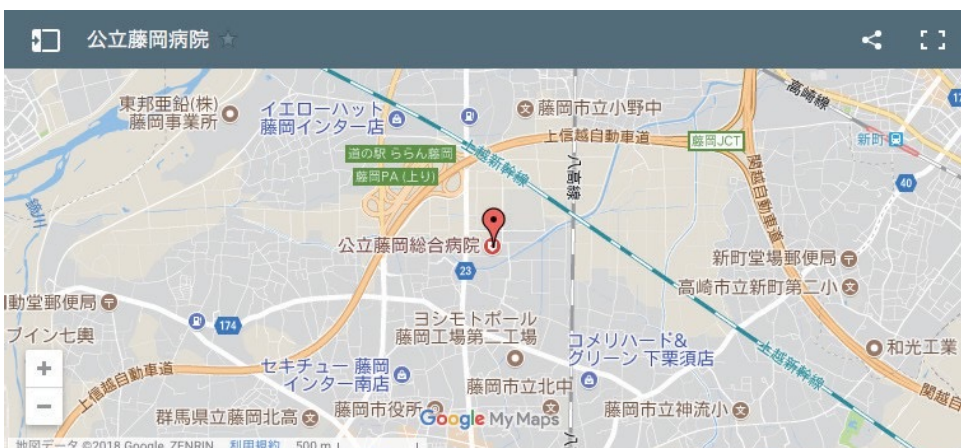 公立藤岡病院
東邦亜鉛(株)
藤岡事業所
イエローハット
藤岡インター店
藤岡市立小野中
高崎線
17
上信越自動車道
藤岡JCT
新町
道の駅 ららん藤岡
藤岡PA (上り)
上越新幹線
八高線
関越自動車道
40
鏑川
公立藤岡総合病院
23
新町堂場郵便局
高崎市立新町第二小
動堂郵便局
174
ブイン七輿
ヨシモトポール
藤岡工場第二工場
コメリハード&
グリーン 下栗須店
上越新幹線
和光工業
+
セキチュー 藤岡
インター南店
上信越自動車道
藤岡市立北中
関越自
−
群馬県立藤岡北高
藤岡市役所
Google My Maps
藤岡市立神流小
八
地図データ ©2018 Google, ZENRIN
利用規約
500 m